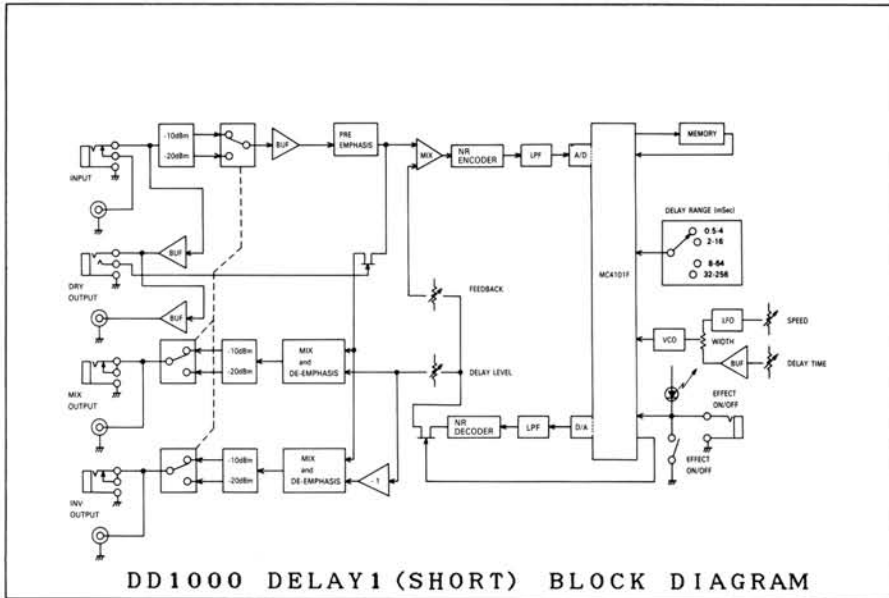 -10dBm
-20dBm
BUF
PRE
EMPHASIS
MIX
NR
ENCODER
LPF
A/D
MEMORY
INPUT
DELAY RANGE (mSec)
0.5-4
2-16
8-64
32-256
MCA101F
BUF
DRY
OUTPUT
BUF
FEEDBACK
LFO
SPEED
VCO
WIDTH
BUF
DELAY TIME
MIX
OUTPUT
-10dBm
-20dBm
MIX
and
DE-EMPHASIS
DELAY LEVEL
EFFECT
ON/OFF
NR
DECODER
LPF
D/A
EFFECT
ON/OFF
INV
OUTPUT
-10dBm
-20dBm
MIX
and
DE-EMPHASIS
-1
DD1000 DELAY1 (SHORT) BLOCK DIAGRAM